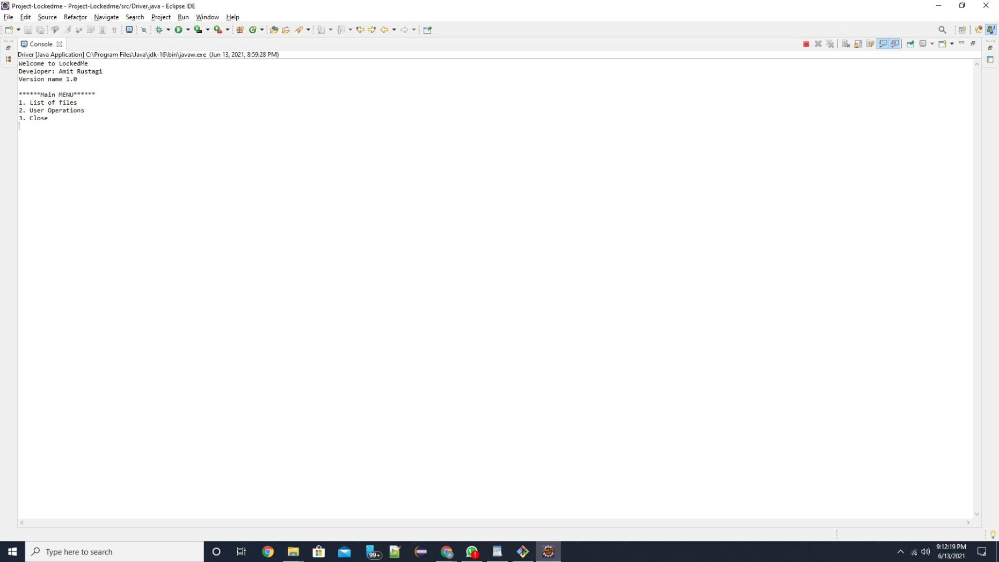 Project-Lockedme - Project-Lockedme/src/Driver.java - Eclipse IDE
File Edit Source Refactor Navigate Search Project Run Window Help
Console
Driver [Java Application] C:\Program Files\Java\jdk-16\bin\javaw.exe (Jun 13, 2021, 8:59:28 PM)
Welcome to LockedMe
Developer: Amit Rustagi
Version name 1.0
******Main MENU******
1. List of files
2. User Operations
3. Close
Type here to search
99+
9:12:19 PM
6/13/2021